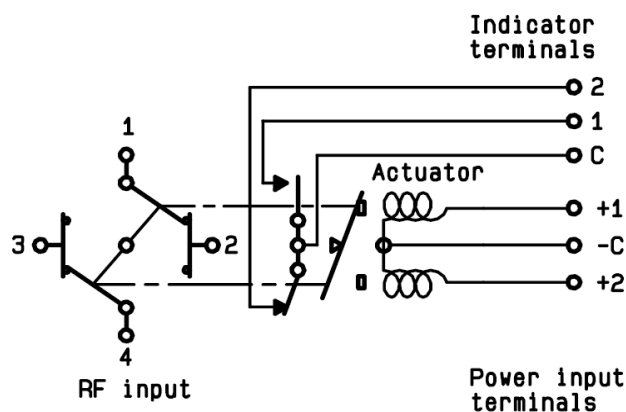 Indicator
terminals
2
1
1
C
Actuator
+1
3
2
-C
+2
4
RF input
Power input
terminals